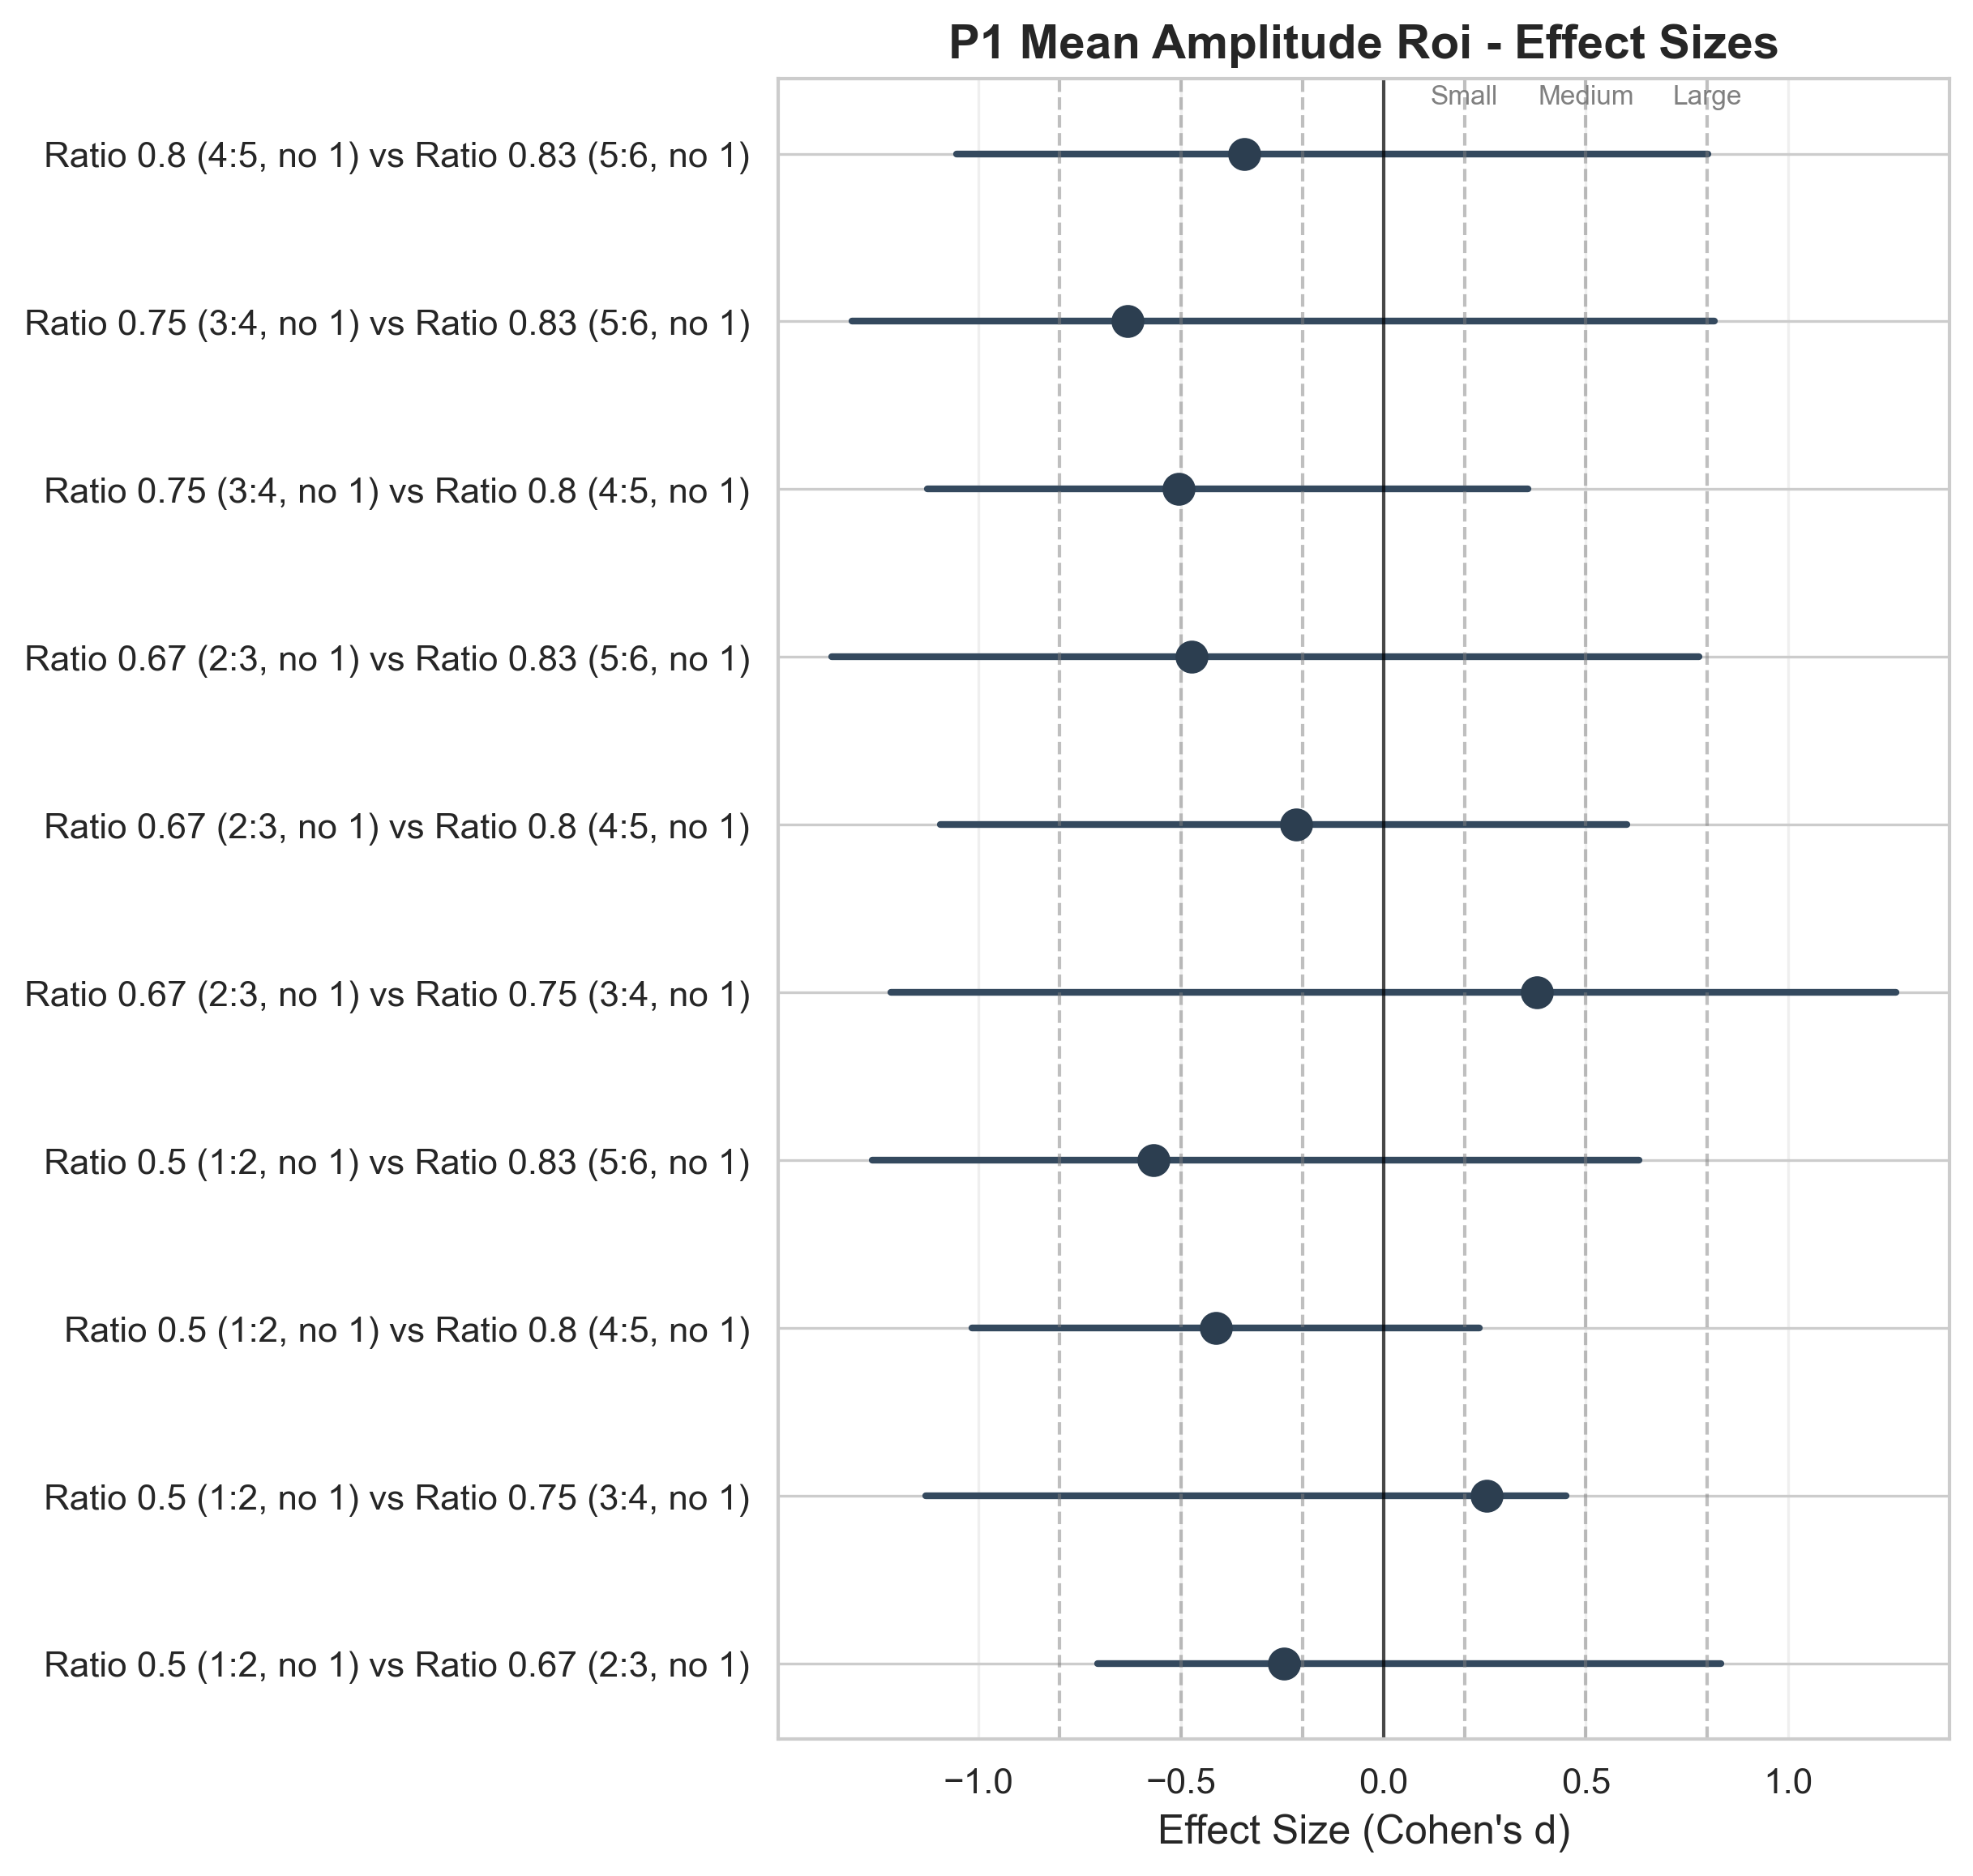 P1 Mean Amplitude Roi - Effect Sizes
Small Medium Large
Ratio 0.8 (4:5, no 1) vs Ratio 0.83 (5:6, no 1)
Ratio 0.75 (3:4, no 1) vs Ratio 0.83 (5:6, no 1)
Ratio 0.75 (3:4, no 1) vs Ratio 0.8 (4:5, no 1)
Ratio 0.67 (2:3, no 1) vs Ratio 0.83 (5:6, no 1)
Ratio 0.67 (2:3, no 1) vs Ratio 0.8 (4:5, no 1)
Ratio 0.67 (2:3, no 1) vs Ratio 0.75 (3:4, no 1)
Ratio 0.5 (1:2, no 1) vs Ratio 0.83 (5:6, no 1)
Ratio 0.5 (1:2, no 1) vs Ratio 0.8 (4:5, no 1)
Ratio 0.5 (1:2, no 1) vs Ratio 0.75 (3:4, no 1)
Ratio 0.5 (1:2, no 1) vs Ratio 0.67 (2:3, no 1)
−1.0 −0.5 0.0 0.5 1.0
Effect Size (Cohen's d)